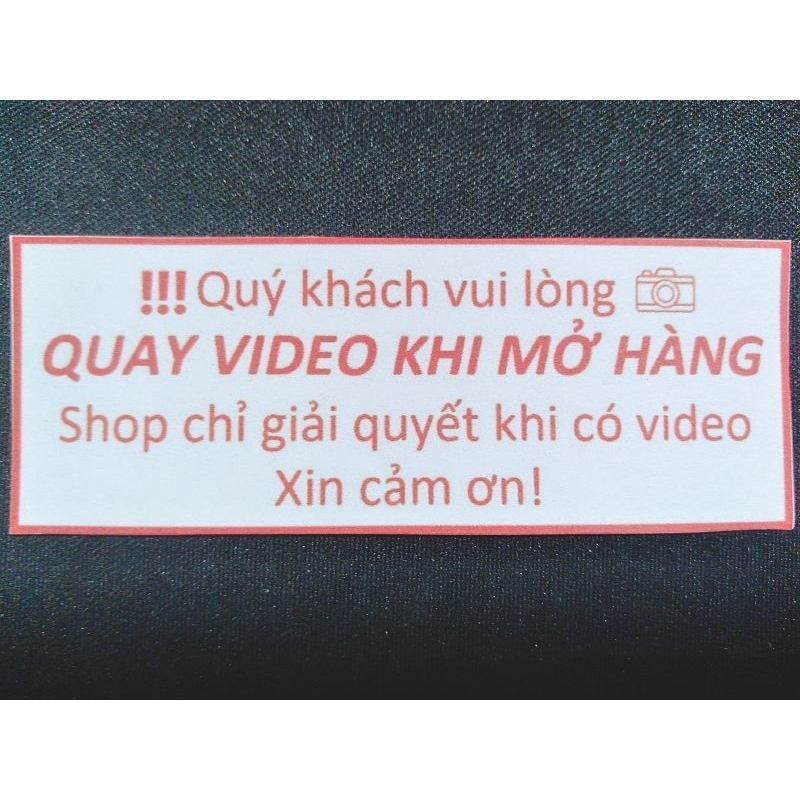 !!! Quý khách vui lòng
QUAY VIDEO KHI MỞ HÀNG
Shop chỉ giải quyết khi có video
Xin cảm ơn!